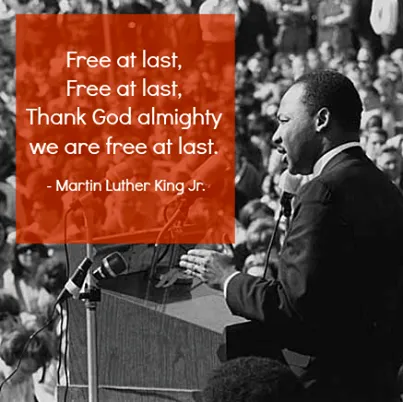 Free at last,
Free at last,
Thank God almighty
we are free at last.
- Martin Luther King Jr.